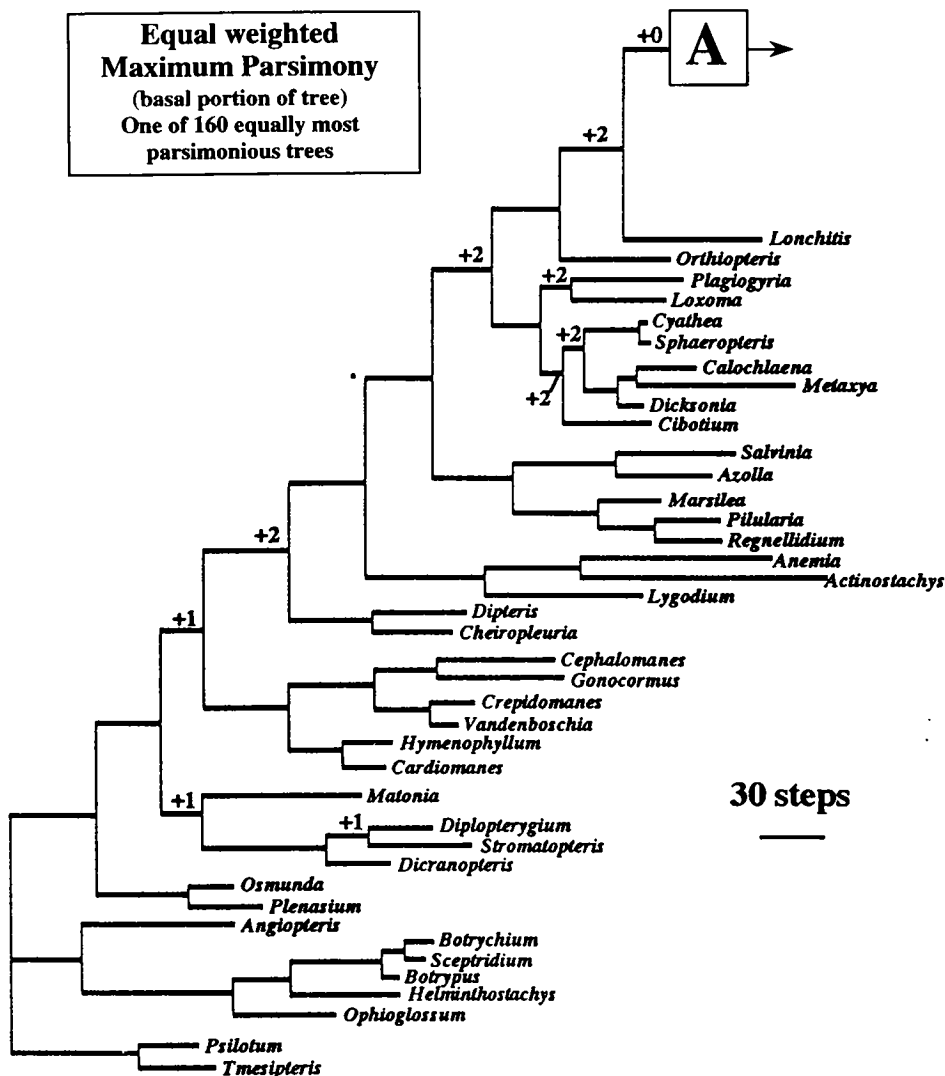 Equal weighted
Maximum Parsimony
(basal portion of tree)
One of 160 equally most
parsimonious trees
+0
A
+2
Lonchitis
Orthiopteris
+2
+2
Plagiogyria
Loxoma
Cyathea
+2
Sphaeropteris
Calochlaena
Metaxya
+2
Dicksonia
Cibotium
Salvinia
Azolla
Marsilea
Pilularia
Regnellidium
+2
Anemia
Actinostachys
Lygodium
Dipteris
+1
Cheiropleuria
Cephalomanes
Gonocormus
Crepidomanes
Vandenboschia
Hymenophyllum
Cardiomanes
30 steps
+1
Matonia
+1
Diplopterygium
Stromatopteris
Dicranopteris
Osmunda
Plenasium
Angiopteris
Botrychium
Sceptridium
Botrypus
Helminthostachys
Ophioglossum
Psilotum
Tmesipteris